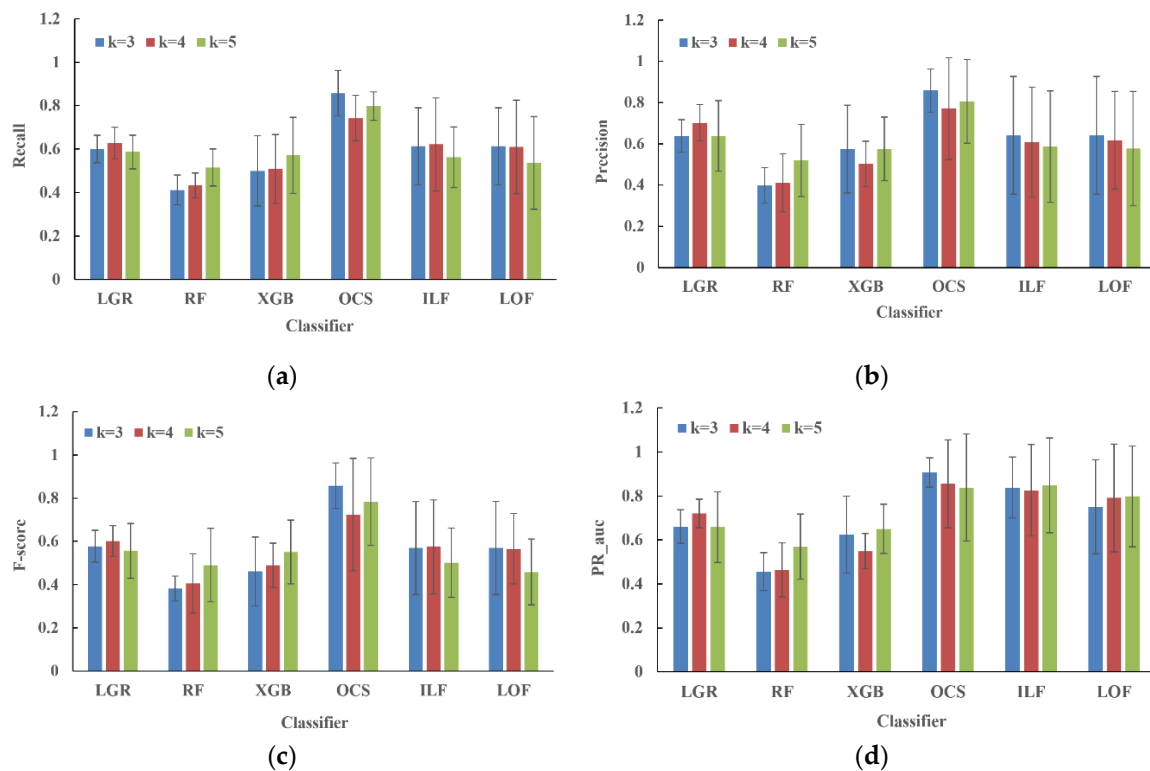 1.2
1
0.8
0.6
0.4
0.2
0
Recall
k=3 k=4 k=5
LGR RF XGB OCS ILF LOF
Classifier
(a)
1.2
1
0.8
0.6
0.4
0.2
0
Precision
k=3 k=4 k=5
LGR RF XGB OCS ILF LOF
Classifier
(b)
1.2
1
0.8
0.6
0.4
0.2
0
F-score
k=3 k=4 k=5
LGR RF XGB OCS ILF LOF
Classifier
(c)
1.2
1
0.8
0.6
0.4
0.2
0
PR_auc
k=3 k=4 k=5
LGR RF XGB OCS ILF LOF
Classifier
(d)